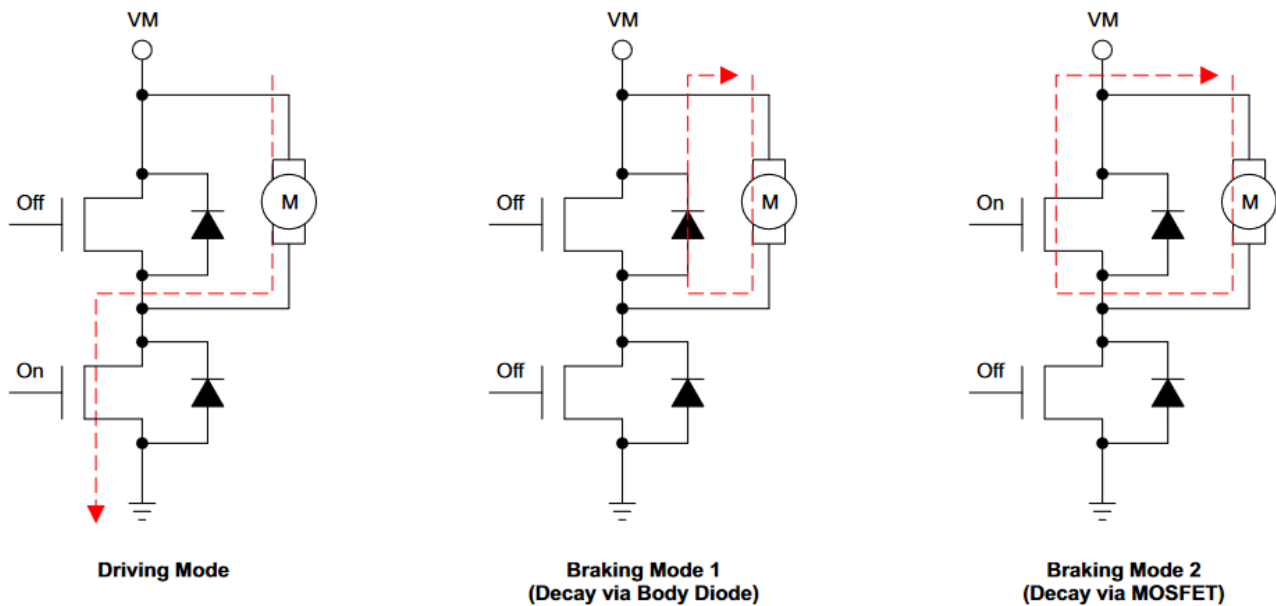 VM
Off
M
On
Driving Mode
VM
Off
M
Off
Braking Mode 1
(Decay via Body Diode)
VM
On
M
Off
Braking Mode 2
(Decay via MOSFET)